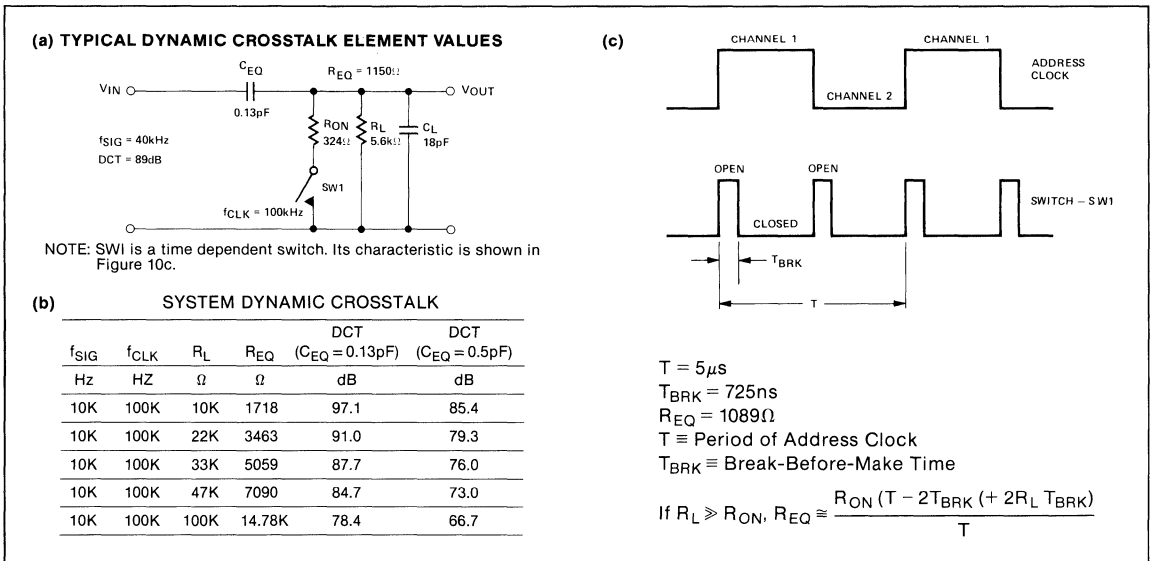 (a) TYPICAL DYNAMIC CROSSTALK ELEMENT VALUES
CEQ
REQ = 1150Ω
VIN
VOUT
0.13pF
RON
324Ω
RL
5.6kΩ
CL
18pF
fSIG = 40kHz
DCT = 89dB
SW1
fCLK = 100kHz
NOTE: SWI is a time dependent switch. Its characteristic is shown in
Figure 10c.
(b) SYSTEM DYNAMIC CROSSTALK
fSIG fCLK RL REQ DCT (CEQ = 0.13pF) DCT (CEQ = 0.5pF)
Hz HZ Ω Ω dB dB
10K 100K 10K 1718 97.1 85.4
10K 100K 22K 3463 91.0 79.3
10K 100K 33K 5059 87.7 76.0
10K 100K 47K 7090 84.7 73.0
10K 100K 100K 14.78K 78.4 66.7
(c)
CHANNEL 1 CHANNEL 1
ADDRESS
CLOCK
CHANNEL 2
OPEN OPEN
SWITCH – SW1
CLOSED
TBRK
T
T = 5μs
TBRK = 725ns
REQ = 1089Ω
T ≡ Period of Address Clock
TBRK ≡ Break-Before-Make Time
If RL ≫ RON, REQ ≅ RON (T − 2TBRK (+ 2RL TBRK) / T